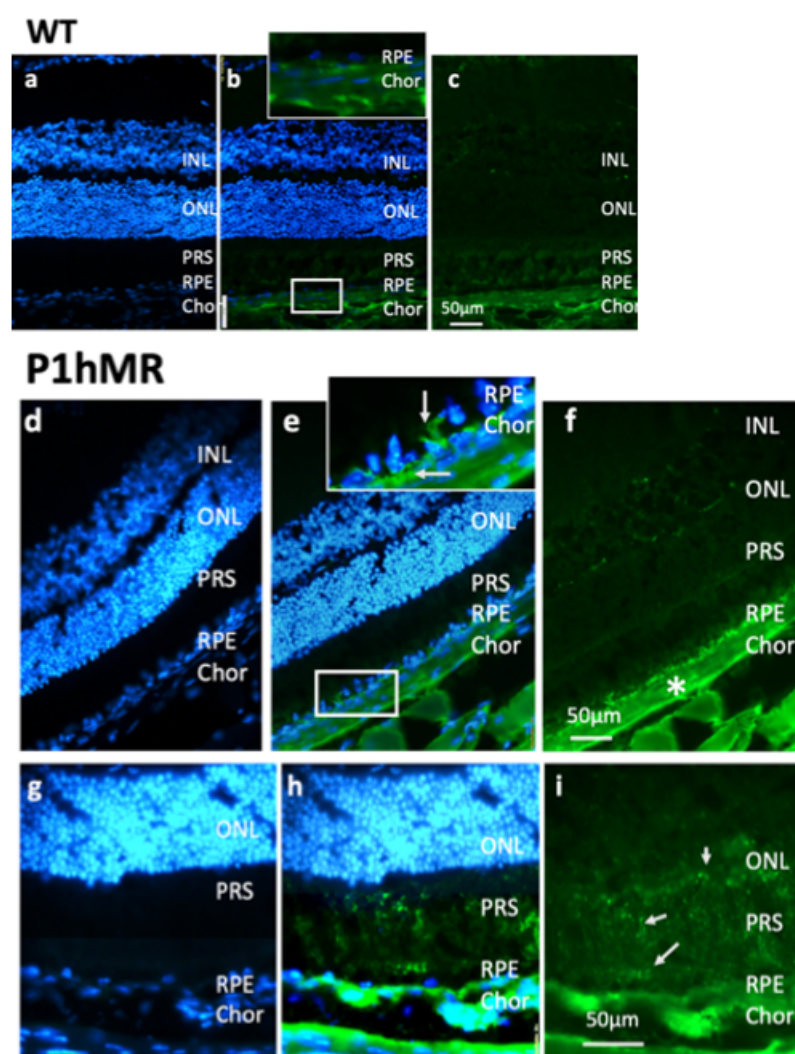 WT
a
INL
ONL
PRS
RPE
Chor
b
RPE
Chor
INL
ONL
PRS
RPE
Chor
c
INL
ONL
PRS
RPE
Chor
50μm
P1hMR
d
INL
ONL
PRS
RPE
Chor
e
RPE
Chor
ONL
PRS
RPE
Chor
f
INL
ONL
PRS
RPE
Chor
*
50μm
g
ONL
PRS
RPE
Chor
h
ONL
PRS
RPE
Chor
i
ONL
PRS
RPE
Chor
50μm